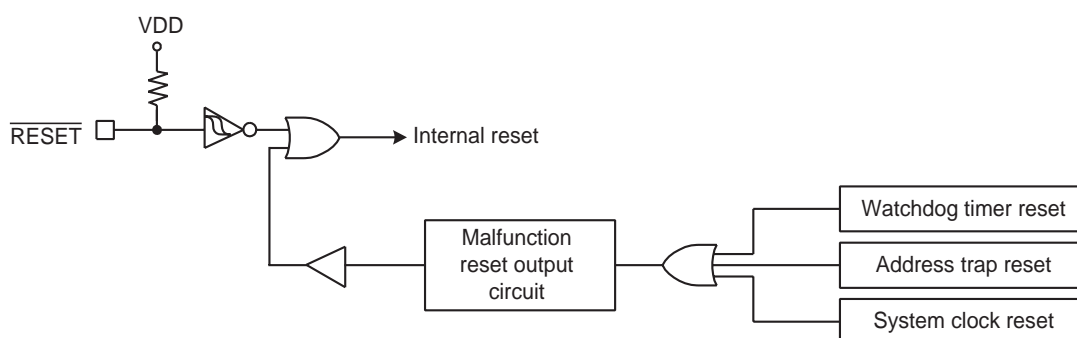 VDD
RESET
Internal reset
Malfunction
reset output
circuit
Watchdog timer reset
Address trap reset
System clock reset